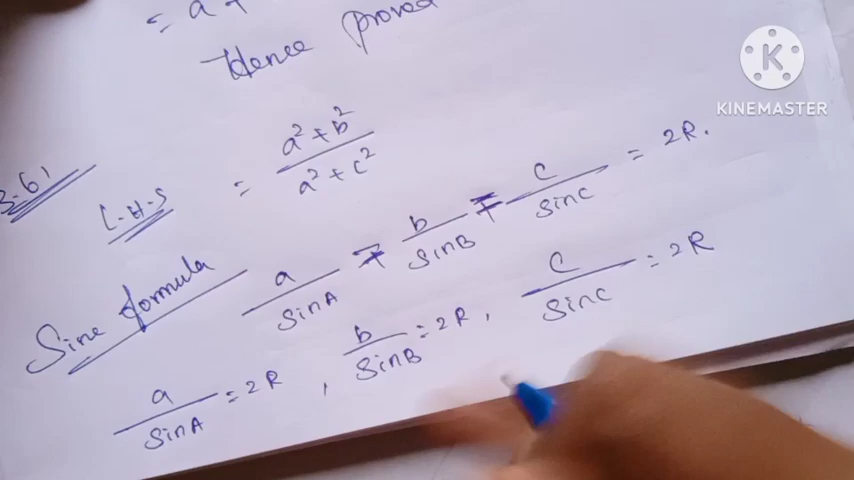 = a
Hence proved
K
KINEMASTER
3.61
L.H.S = a² + b² / a² + c²
Sine formula a / sinA = b / sinB = c / sinC = 2R.
a / sinA = 2R , b / sinB = 2R , c / sinC = 2R